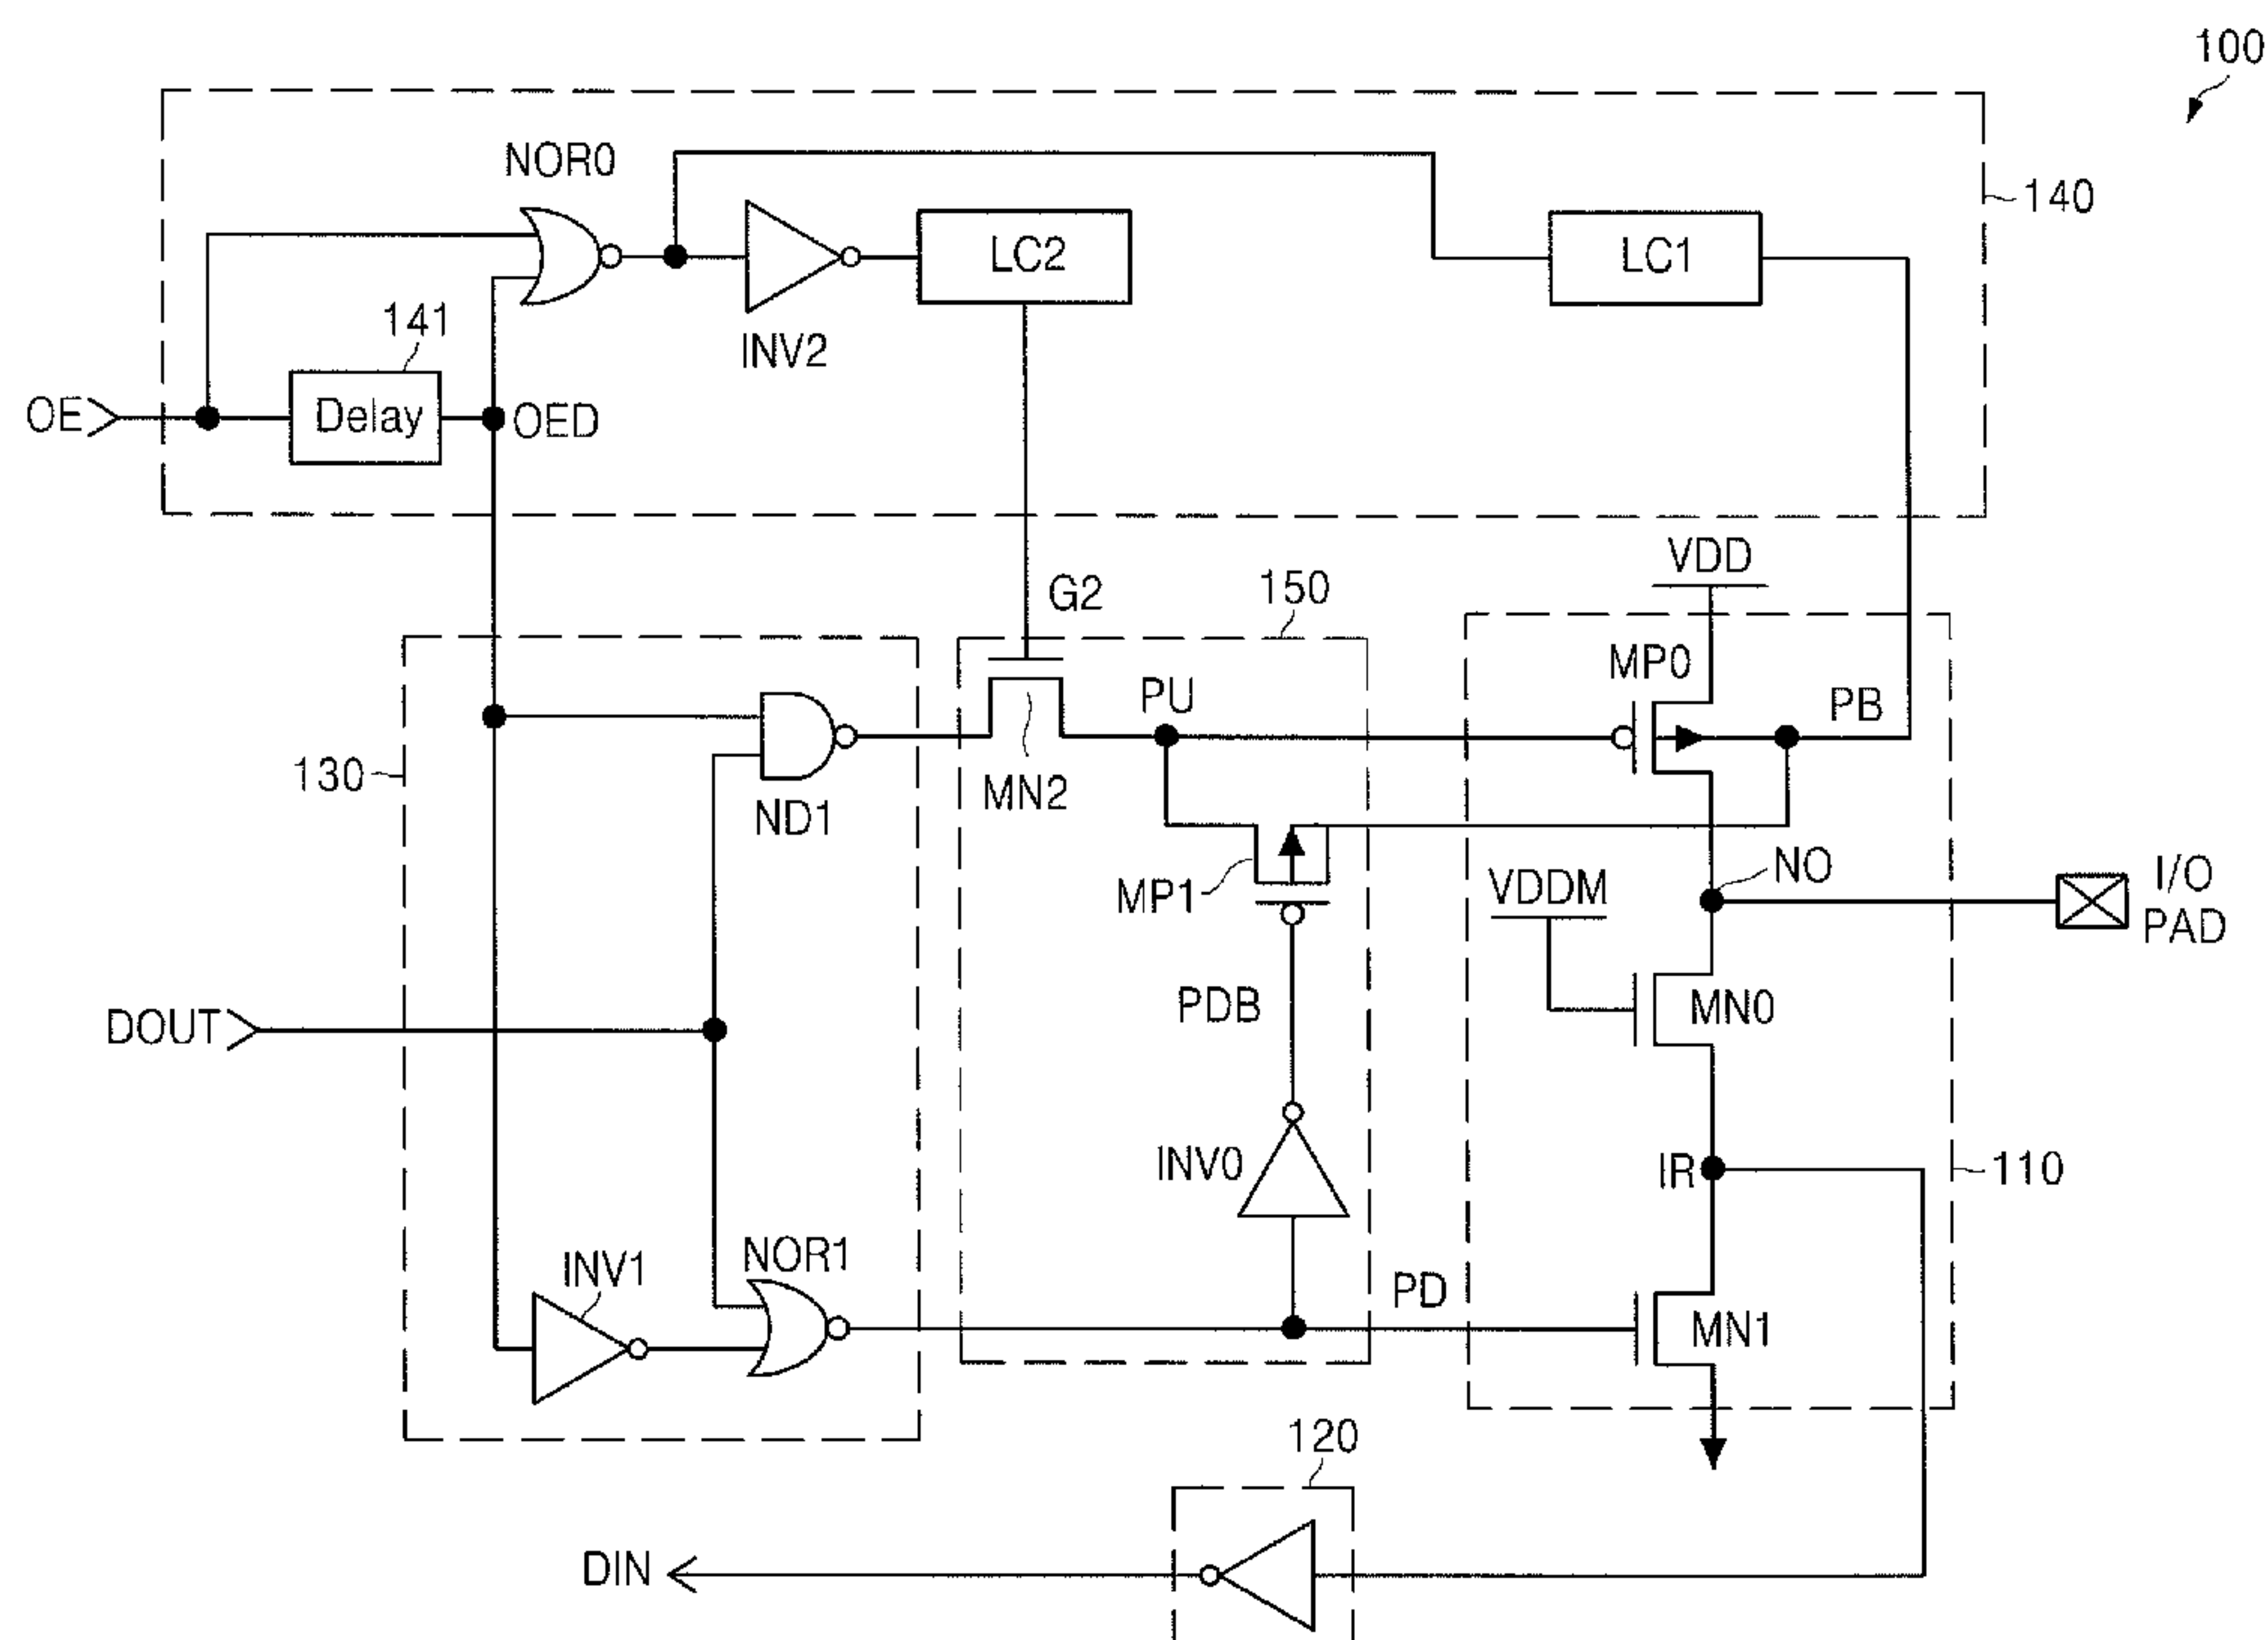 100
NOR0
140
LC2
LC1
141
INV2
OE
Delay
OED
VDD
G2
150
MP0
PU
PB
130
MN2
ND1
NO
I/O
PAD
VDDM
MP1
PDB
MN0
DOUT
INV0
IR
110
NOR1
INV1
PD
MN1
120
DIN